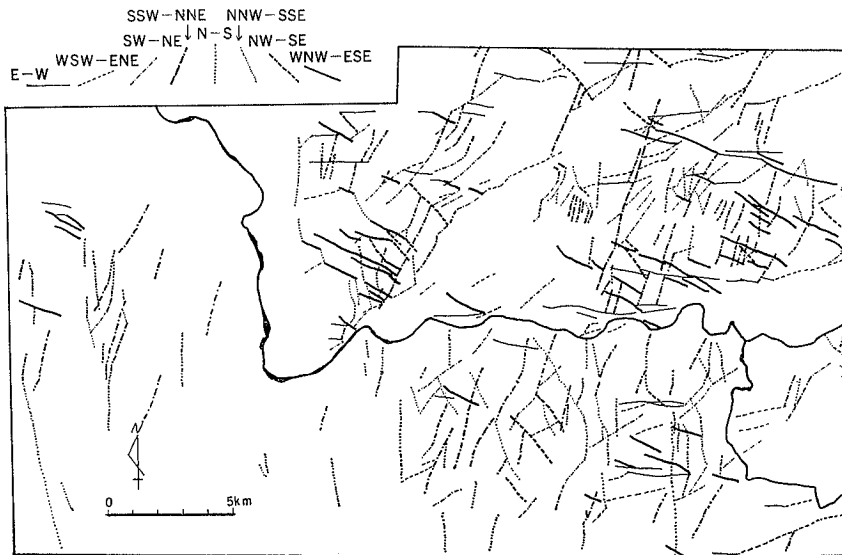 SSW-NNE NNW-SSE
SW-NE N-S NW-SE
WSW-ENE WNW-ESE
E-W
N
0 5km